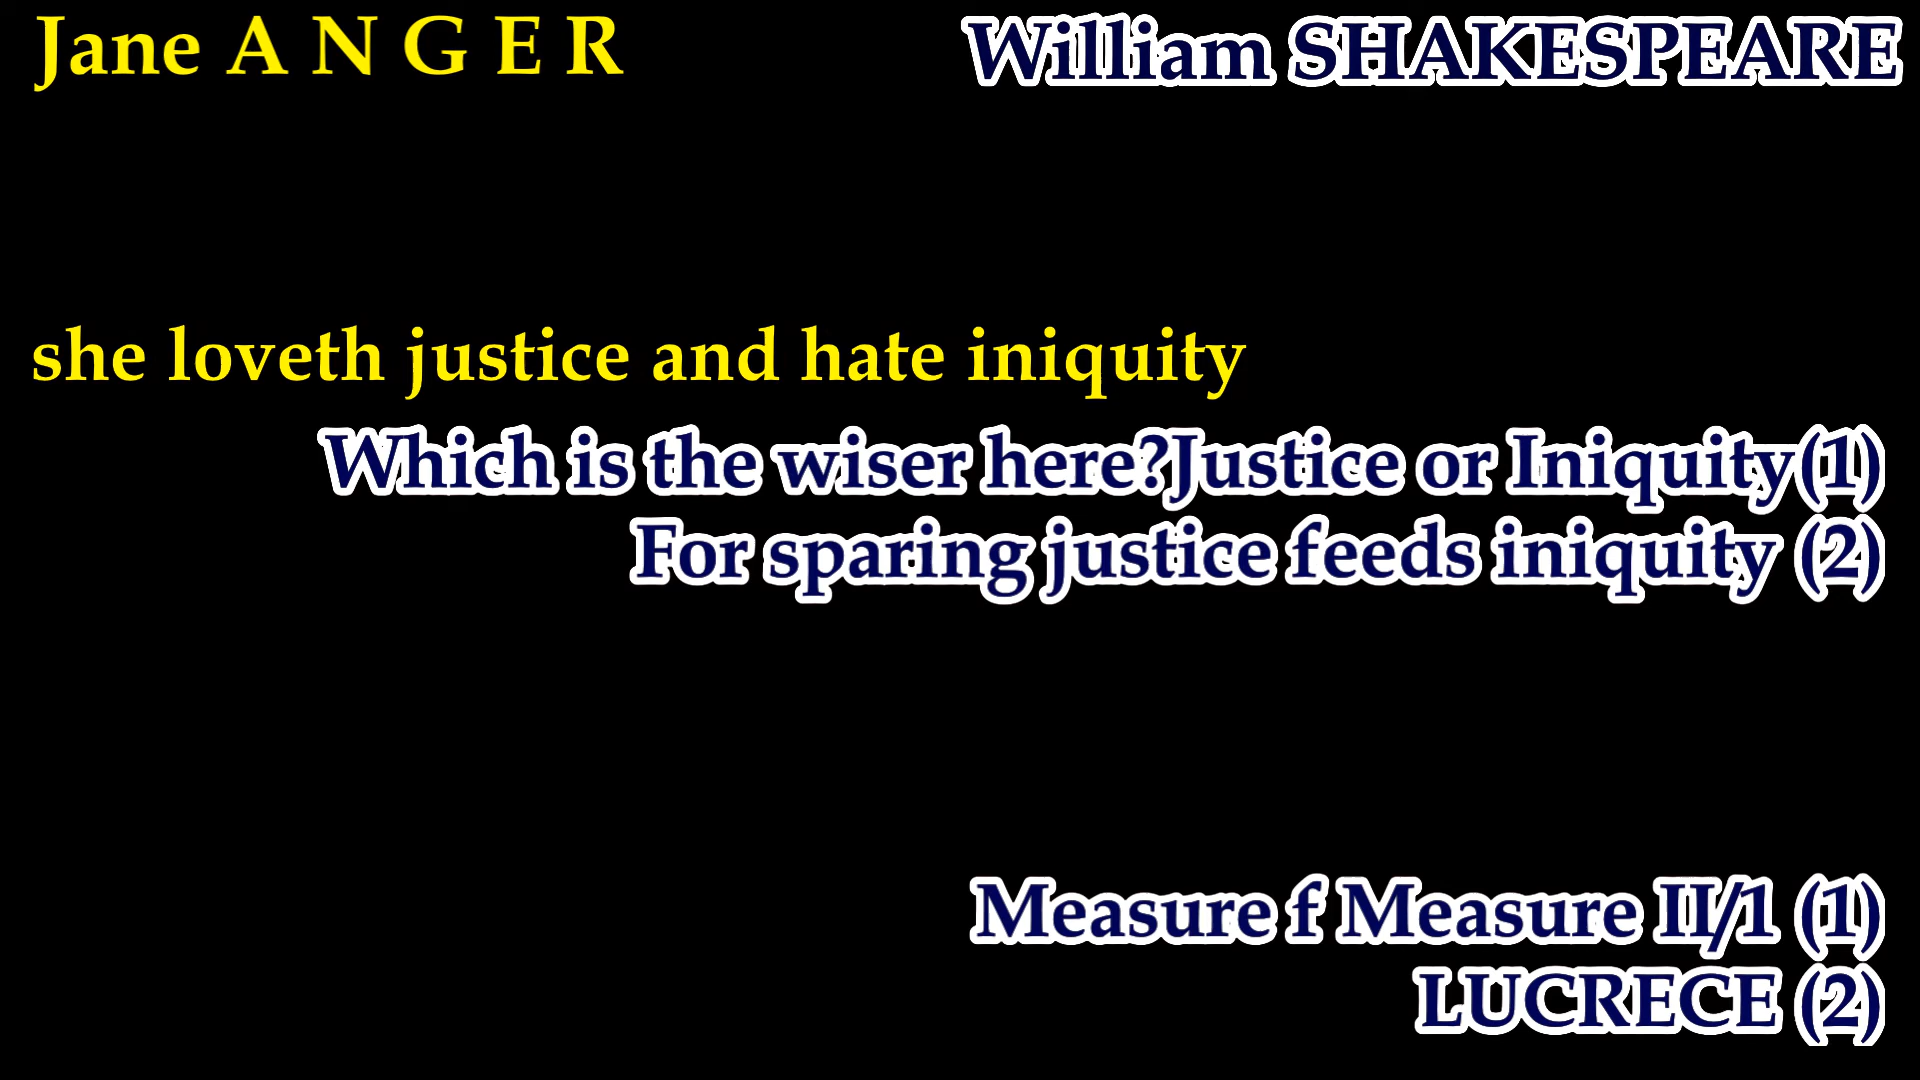 Jane A N G E R
William SHAKESPEARE
she loveth justice and hate iniquity
Which is the wiser here?Justice or Iniquity(1)
For sparing justice feeds iniquity (2)
Measure f Measure II/1 (1)
LUCRECE (2)